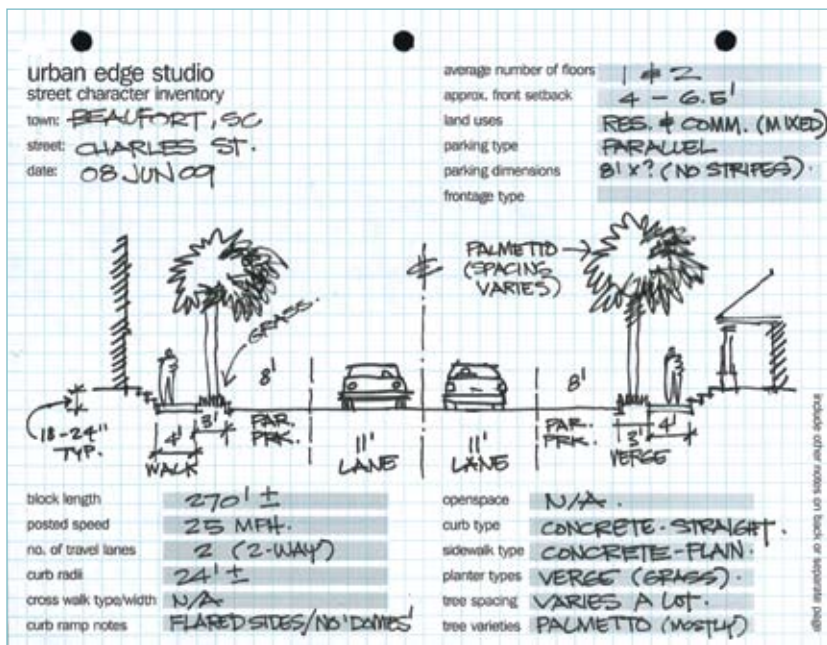 urban edge studio
street character inventory
town: BEAUFORT, SC
street: CHARLES ST.
date: 08 JUN 09
average number of floors 1 & 2
approx. front setback 4 - 6.5'
land uses RES. & COMM. (MIXED)
parking type PARALLEL
parking dimensions 8' x ? (NO STRIPES).
frontage type
PALMETTO
(SPACING
VARIES)
GRASS.
18-24"
TYP.
4'
WALK
3'
8'
PAR.
PRK.
11'
LANE
11'
LANE
8'
PAR.
PRK.
3'
VERGE
4'
include other notes on back or separate page
block length 270' ±
posted speed 25 MPH.
no. of travel lanes 2 (2-WAY)
curb radii 24' ±
cross walk type/width N/A
curb ramp notes FLARED SIDES/NO 'DOMES'
openspace N/A.
curb type CONCRETE - STRAIGHT.
sidewalk type CONCRETE - PLAIN.
planter types VERGE (GRASS).
tree spacing VARIES A LOT.
tree varieties PALMETTO (MOSTLY)